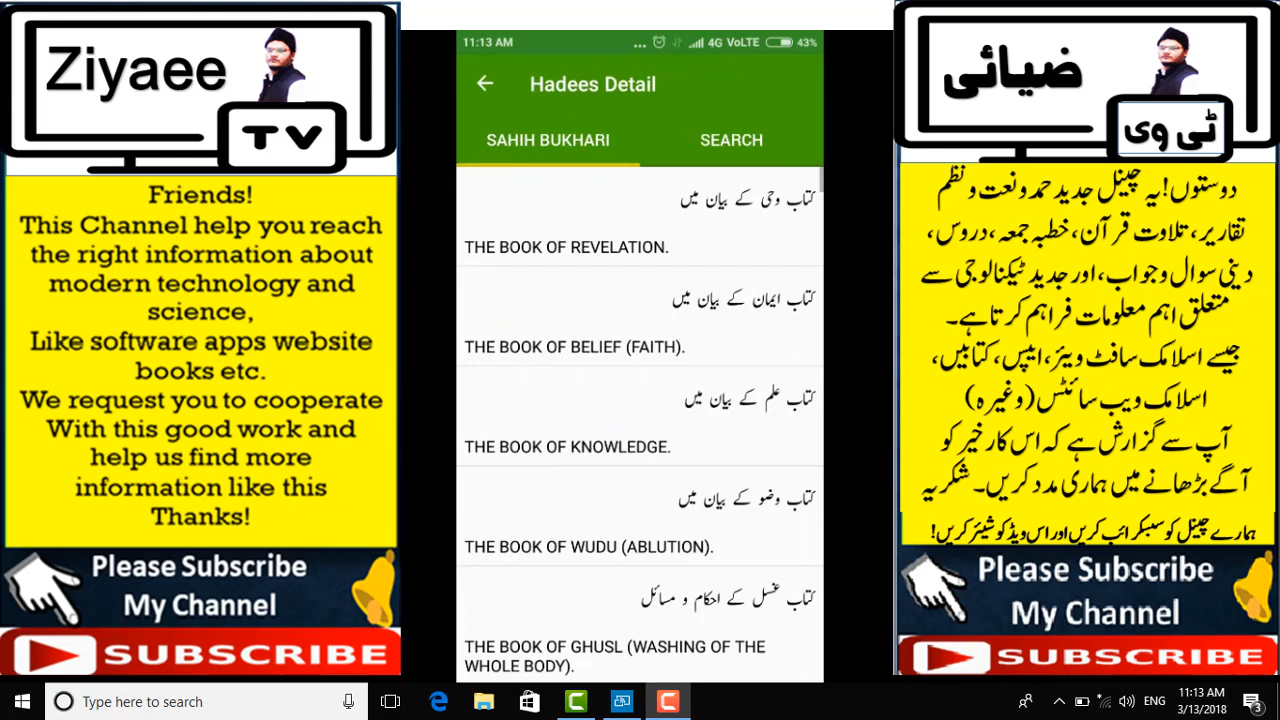 Ziyaee
TV
Friends!
This Channel help you reach
the right information about
modern technology and
science,
Like software apps website
books etc.
We request you to cooperate
With this good work and
help us find more
information like this
Thanks!
Please Subscribe
My Channel
SUBSCRIBE
11:13 AM
... 4G VoLTE 43%
Hadees Detail
SAHIH BUKHARI
SEARCH
کتاب وحی کے بیان میں
THE BOOK OF REVELATION.
کتاب ایمان کے بیان میں
THE BOOK OF BELIEF (FAITH).
کتاب علم کے بیان میں
THE BOOK OF KNOWLEDGE.
کتاب وضو کے بیان میں
THE BOOK OF WUDU (ABLUTION).
کتاب غسل کے احکام و مسائل
THE BOOK OF GHUSL (WASHING OF THE
WHOLE BODY).
ضیائی
ٹی وی
دوستوں! یہ چینل جدید حمد و نعت و نظم
تقاریر، تلاوت قرآن، خطبہ جمعہ، دروس،
دینی سوال و جواب، اور جدید ٹیکنالوجی سے
متعلق اہم معلومات فراہم کرتا ہے۔
جیسے اسلامک سافٹ ویئر، ایپس، کتابیں،
اسلامک ویب سائٹس (وغیرہ)
آپ سے گزارش ہے کہ اس کار خیر کو
آگے بڑھانے میں ہماری مدد کریں۔ شکریہ
ہمارے چینل کو سبسکرائب کریں اور اس ویڈیو کو شیئر کریں!
Please Subscribe
My Channel
SUBSCRIBE
Type here to search
ENG
11:13 AM
3/13/2018
3